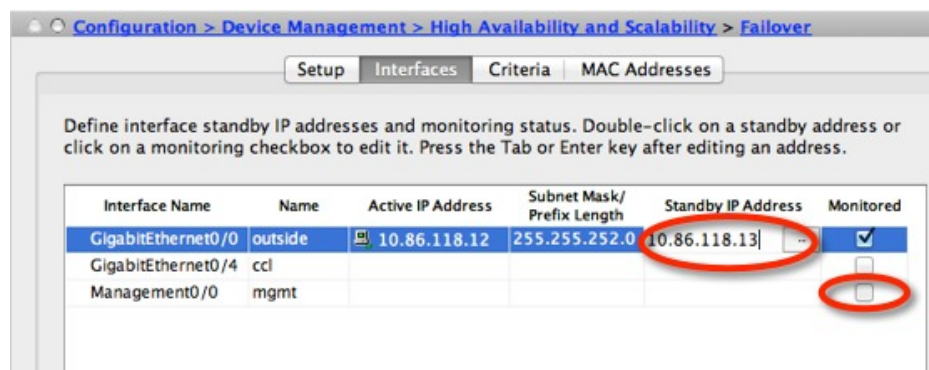 Configuration > Device Management > High Availability and Scalability > Failover
Setup Interfaces Criteria MAC Addresses
Define interface standby IP addresses and monitoring status. Double-click on a standby address or
click on a monitoring checkbox to edit it. Press the Tab or Enter key after editing an address.
Interface Name Name Active IP Address Subnet Mask/ Prefix Length Standby IP Address Monitored
GigabitEthernet0/0 outside 10.86.118.12 255.255.252.0 10.86.118.13 ..
GigabitEthernet0/4 ccl
Management0/0 mgmt